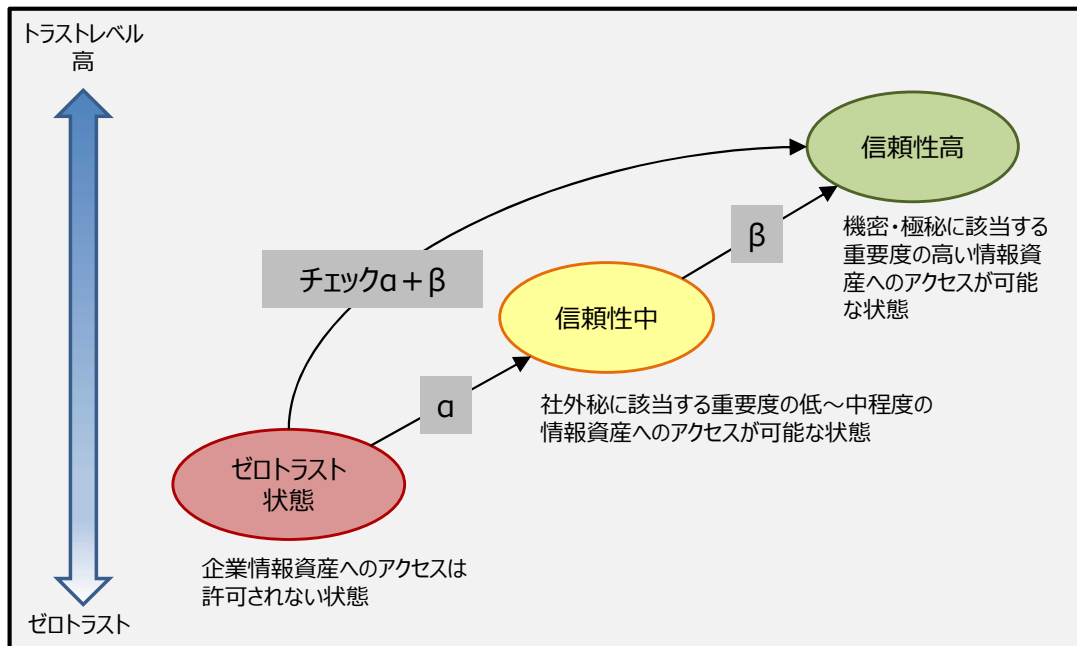 トラストレベル
高
信頼性高
機密・極秘に該当する
重要度の高い情報資
産へのアクセスが可能
な状態
β
チェックα+β
信頼性中
α
社外秘に該当する重要度の低～中程度の
情報資産へのアクセスが可能な状態
ゼロトラスト
状態
企業情報資産へのアクセスは
許可されない状態
ゼロトラスト